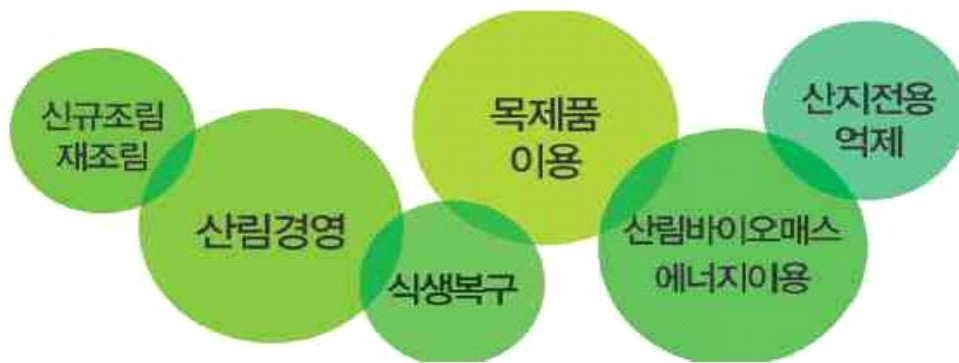 신규조림
재조림
산림경영
식생복구
목제품
이용
산림바이오매스
에너지이용
산지전용
억제